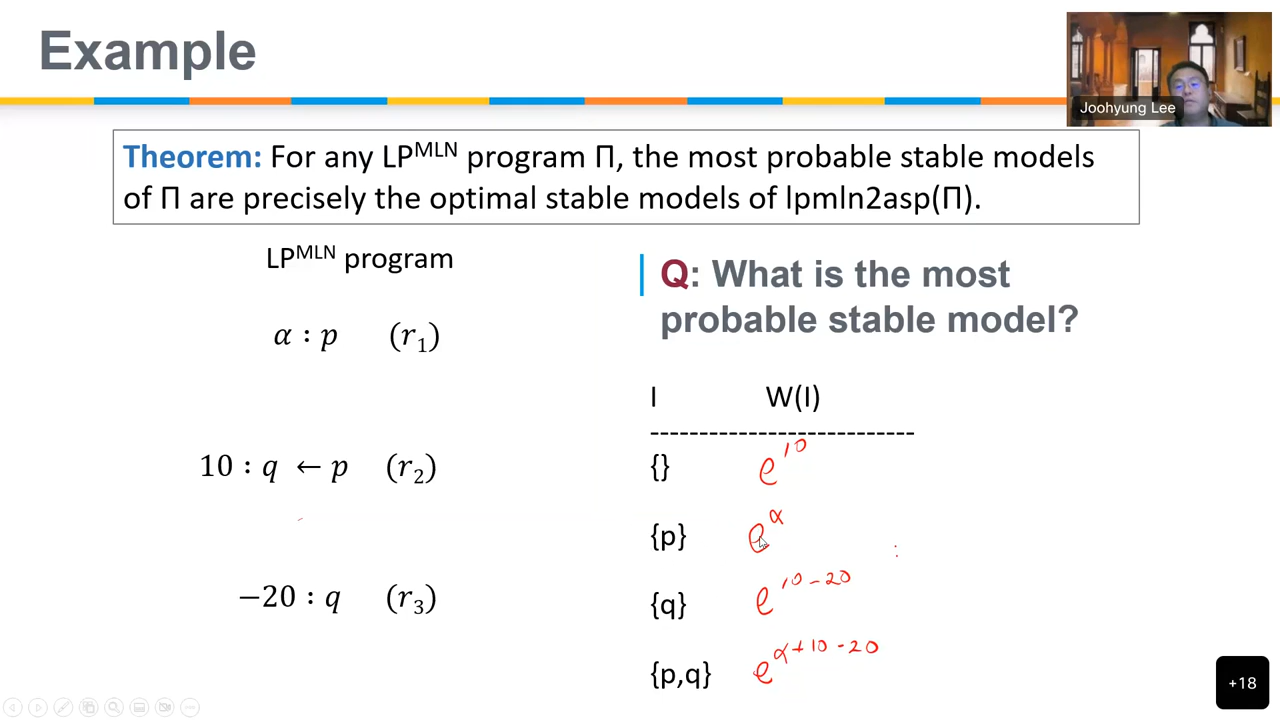 Example
Joohyung Lee
Theorem: For any LP^MLN program Π, the most probable stable models
of Π are precisely the optimal stable models of lpmln2asp(Π).
LP^MLN program
α : p (r₁)
10 : q ← p (r₂)
−20 : q (r₃)
Q: What is the most
probable stable model?
I W(I)
---------------------------
{} e^10
{p} e^α
{q} e^10-20
{p,q} e^α+10-20
+18